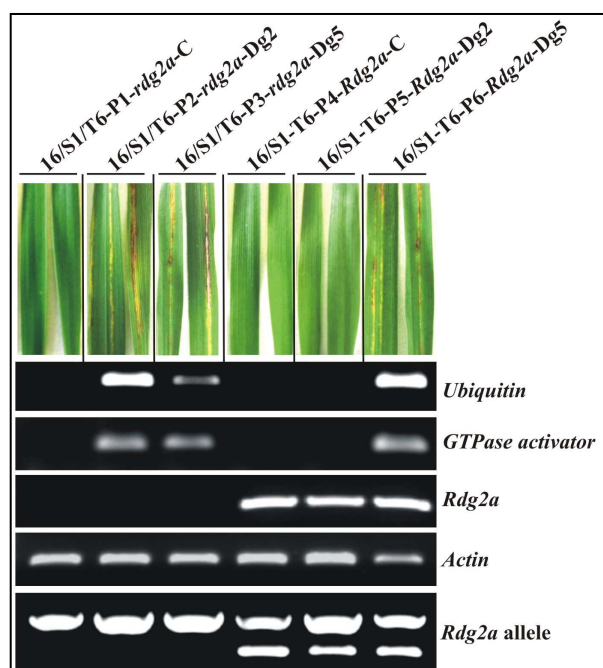 16/S1/T6-P1-rdg2a-C
16/S1/T6-P2-rdg2a-Dg2
16/S1/T6-P3-rdg2a-Dg5
16/S1-T6-P4-Rdg2a-C
16/S1-T6-P5-Rdg2a-Dg2
16/S1-T6-P6-Rdg2a-Dg5
Ubiquitin
GTPase activator
Rdg2a
Actin
Rdg2a allele